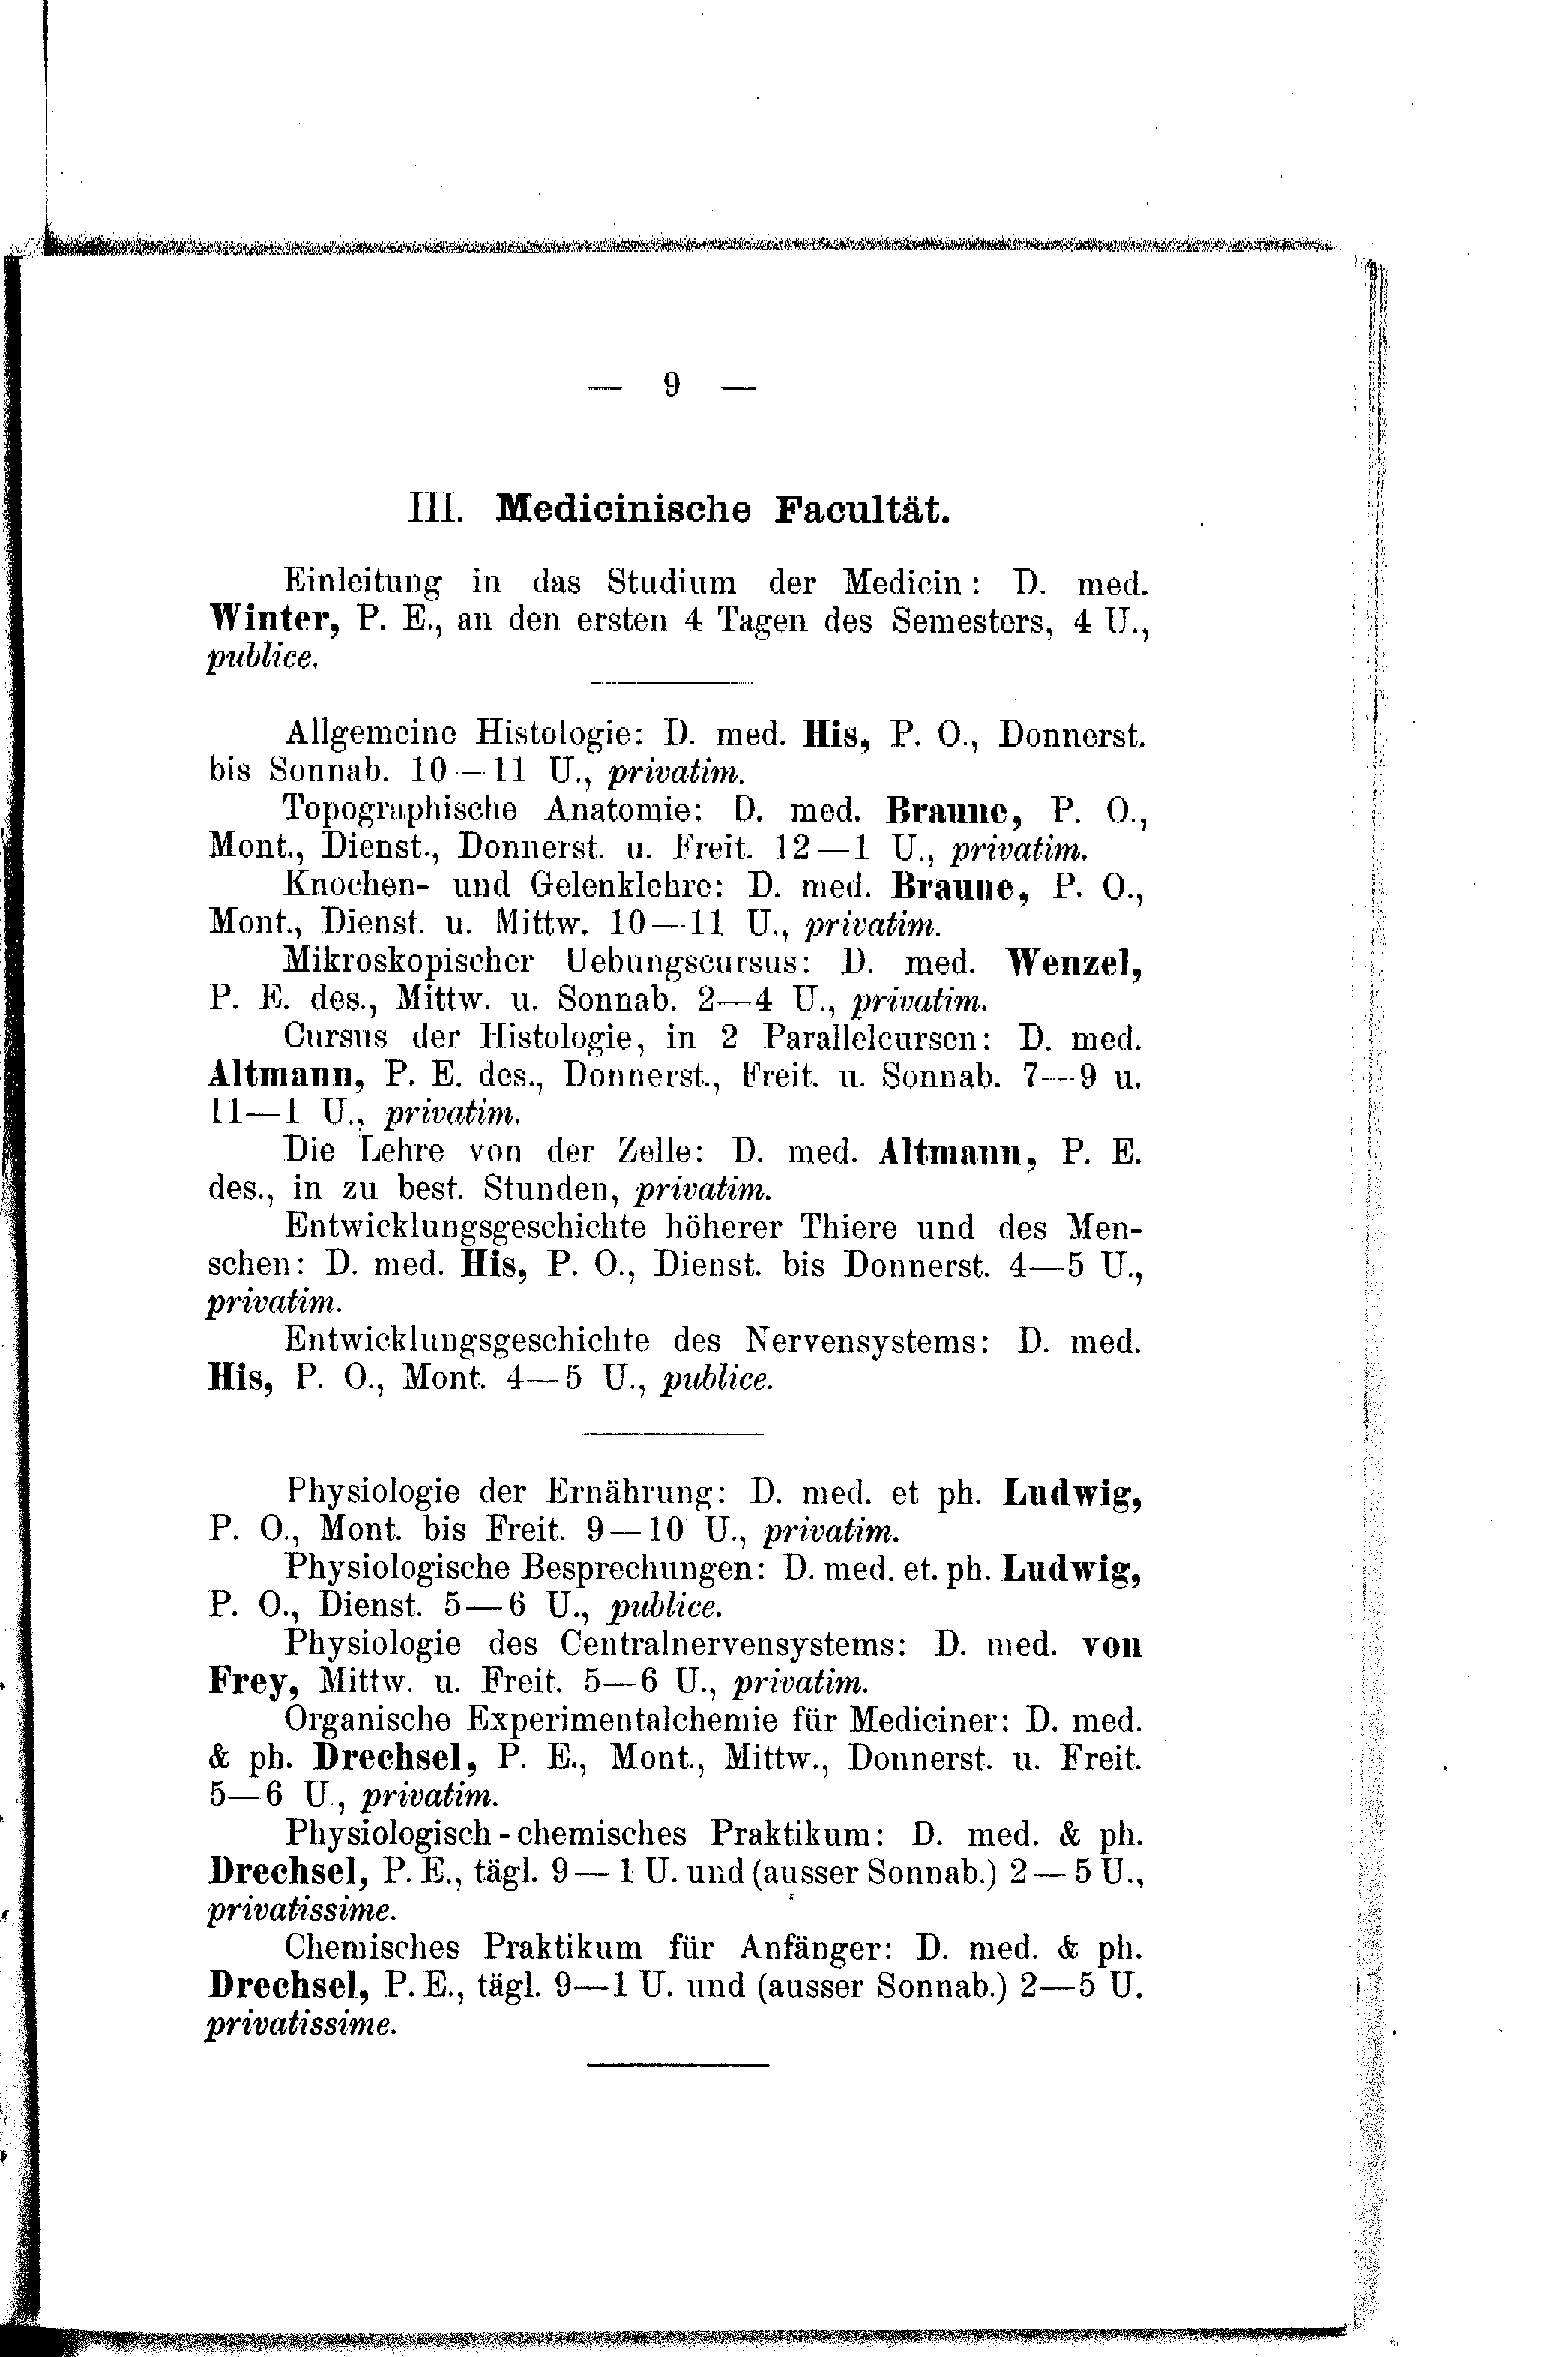 — 9 —
III. Medicinische Facultät.
Einleitung in das Studium der Medicin: D. med.
Winter, P. E., an den ersten 4 Tagen des Semesters, 4 U.,
publice.
Allgemeine Histologie: D. med. His, P. O., Donnerst.
bis Sonnab. 10—11 U., privatim.
Topographische Anatomie: D. med. Braune, P. O.,
Mont., Dienst., Donnerst. u. Freit. 12—1 U., privatim.
Knochen- und Gelenklehre: D. med. Braune, P. O.,
Mont., Dienst. u. Mittw. 10—11 U., privatim.
Mikroskopischer Uebungscursus: D. med. Wenzel,
P. E. des., Mittw. u. Sonnab. 2—4 U., privatim.
Cursus der Histologie, in 2 Parallelcursen: D. med.
Altmann, P. E. des., Donnerst., Freit. u. Sonnab. 7—9 u.
11—1 U., privatim.
Die Lehre von der Zelle: D. med. Altmann, P. E.
des., in zu best. Stunden, privatim.
Entwicklungsgeschichte höherer Thiere und des Men-
schen: D. med. His, P. O., Dienst. bis Donnerst. 4—5 U.,
privatim.
Entwicklungsgeschichte des Nervensystems: D. med.
His, P. O., Mont. 4—5 U., publice.
Physiologie der Ernährung: D. med. et ph. Ludwig,
P. O., Mont. bis Freit. 9—10 U., privatim.
Physiologische Besprechungen: D. med. et. ph. Ludwig,
P. O., Dienst. 5—6 U., publice.
Physiologie des Centralnervensystems: D. med. von
Frey, Mittw. u. Freit. 5—6 U., privatim.
Organische Experimentalchemie für Mediciner: D. med.
& ph. Drechsel, P. E., Mont., Mittw., Donnerst. u. Freit.
5—6 U., privatim.
Physiologisch-chemisches Praktikum: D. med. & ph.
Drechsel, P. E., tägl. 9—1 U. und (ausser Sonnab.) 2—5 U.,
privatissime.
Chemisches Praktikum für Anfänger: D. med. & ph.
Drechsel, P. E., tägl. 9—1 U. und (ausser Sonnab.) 2—5 U.
privatissime.